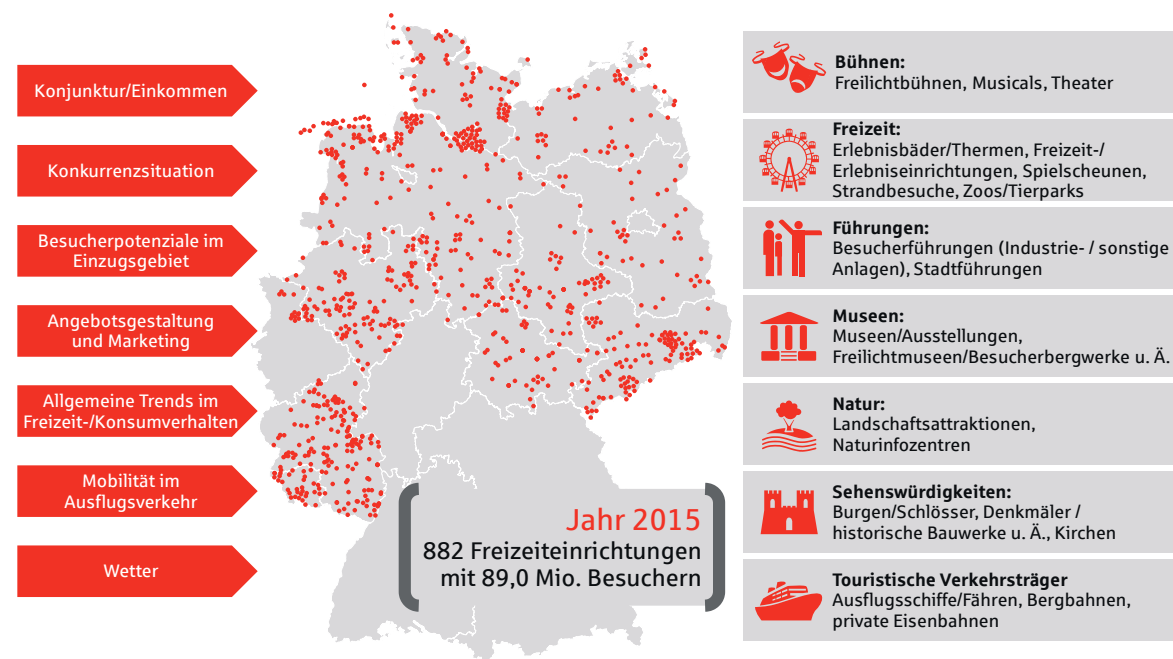 Konjunktur/Einkommen
Konkurrenzsituation
Besucherpotenziale im
Einzugsgebiet
Angebotsgestaltung
und Marketing
Allgemeine Trends im
Freizeit-/Konsumverhalten
Mobilität im
Ausflugsverkehr
Wetter
Jahr 2015
882 Freizeiteinrichtungen
mit 89,0 Mio. Besuchern
Bühnen:
Freilichtbühnen, Musicals, Theater
Freizeit:
Erlebnisbäder/Thermen, Freizeit-/
Erlebniseinrichtungen, Spielscheunen,
Strandbesuche, Zoos/Tierparks
Führungen:
Besucherführungen (Industrie- / sonstige
Anlagen), Stadtführungen
Museen:
Museen/Ausstellungen,
Freilichtmuseen/Besucherbergwerke u. Ä.
Natur:
Landschaftsattraktionen,
Naturinfozentren
Sehenswürdigkeiten:
Burgen/Schlösser, Denkmäler /
historische Bauwerke u. Ä., Kirchen
Touristische Verkehrsträger
Ausflugsschiffe/Fähren, Bergbahnen,
private Eisenbahnen